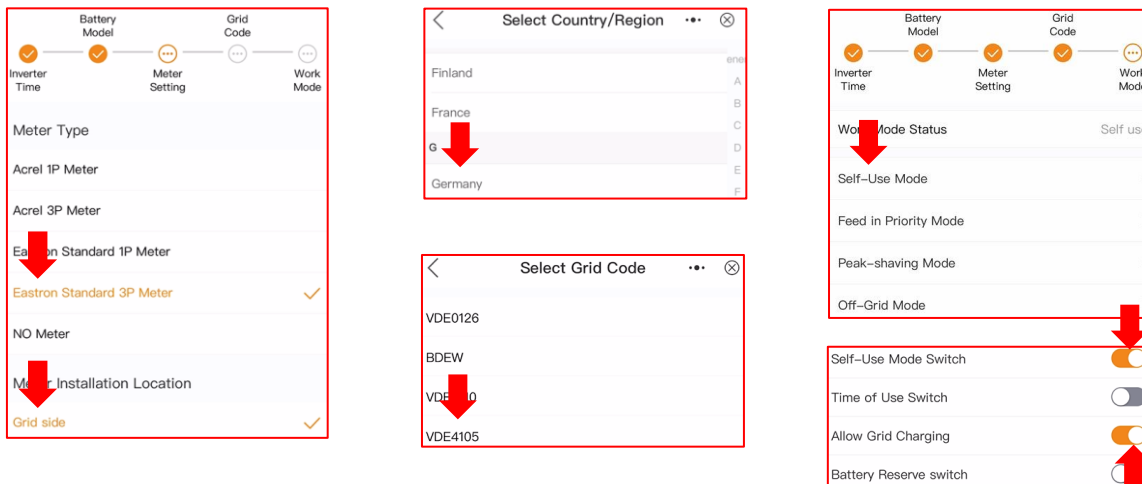 Battery
Model
Grid
Code
Inverter
Time
Meter
Setting
Work
Mode
Meter Type
Acrel 1P Meter
Acrel 3P Meter
Standard 1P Meter
Eastron Standard 3P Meter
NO Meter
Installation Location
Grid side
Select Country/Region
Finland
France
G
Germany
A
B
C
D
E
F
Select Grid Code
VDE0126
BDEW
VDE4105
Battery
Model
Grid
Code
Inverter
Time
Meter
Setting
Mode Status
Self-Use Mode
Feed in Priority Mode
Peak-shaving Mode
Off-Grid Mode
Self-Use Mode Switch
Time of Use Switch
Allow Grid Charging
Battery Reserve switch